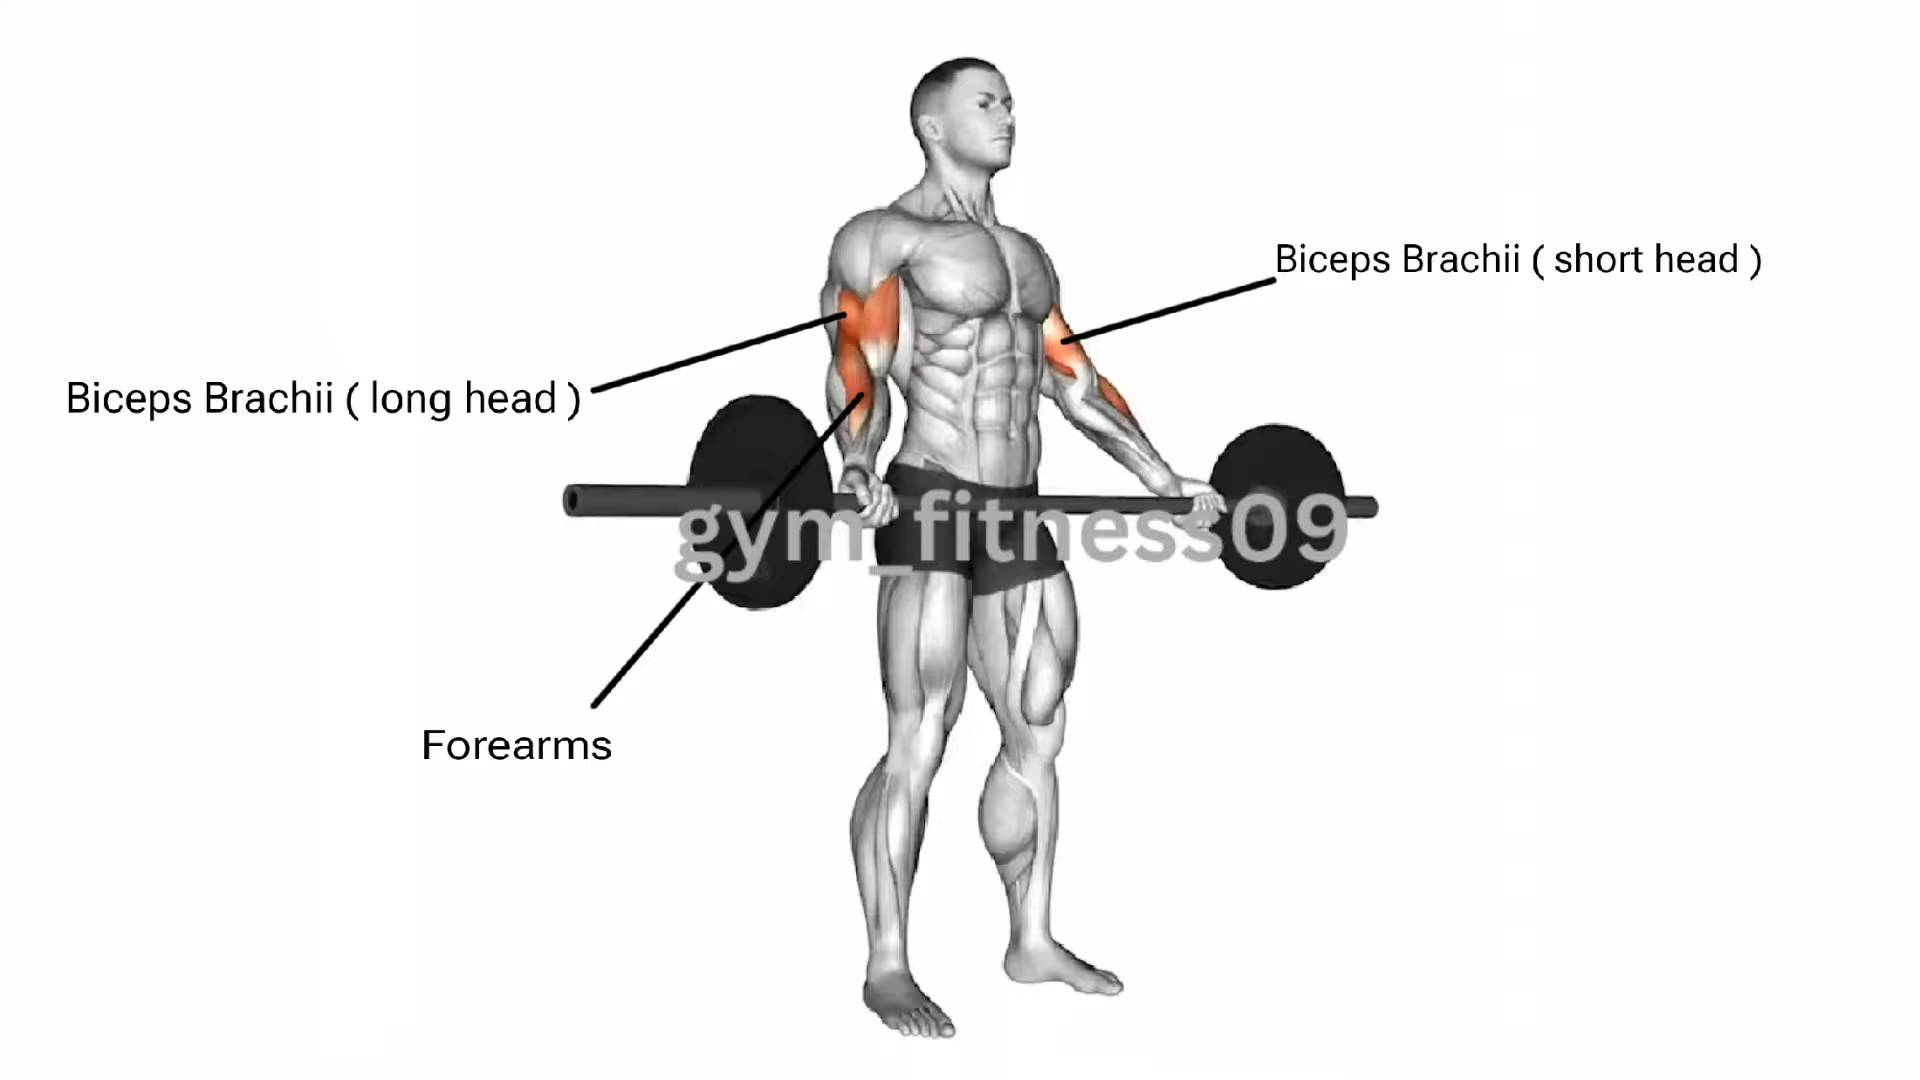 Biceps Brachii ( short head )
Biceps Brachii ( long head )
gym_fitness09
Forearms